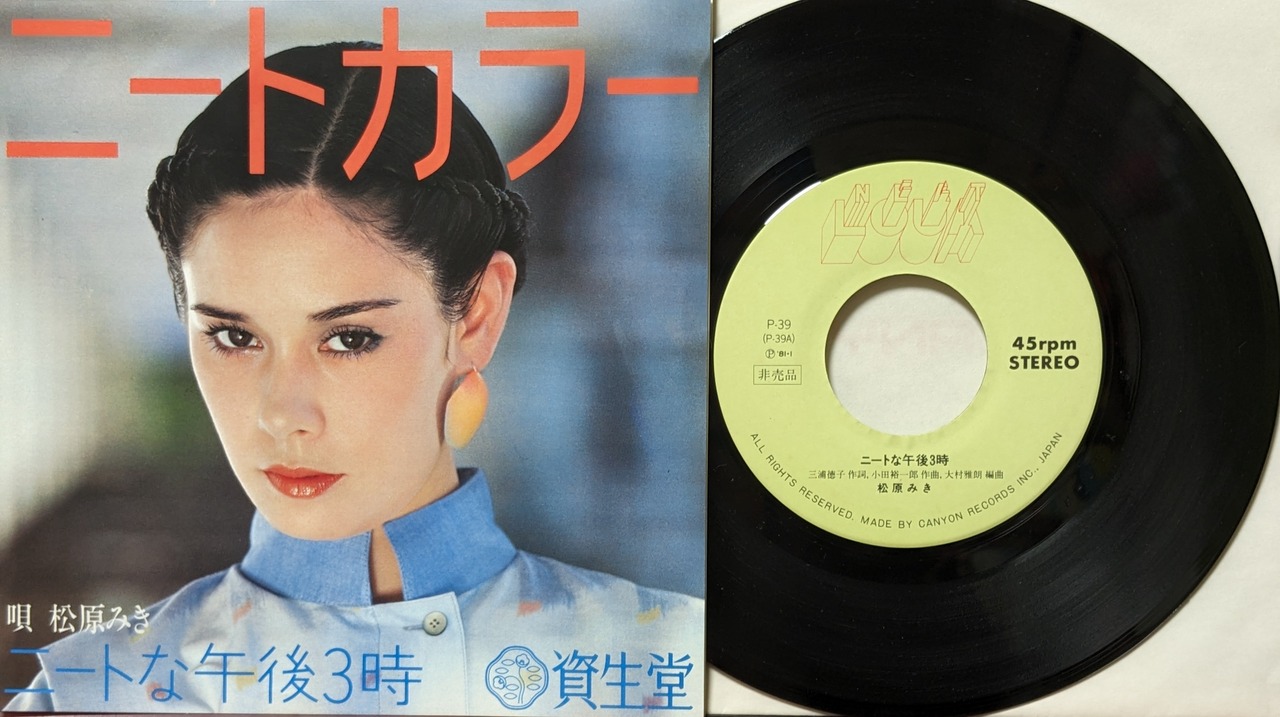 ニートカラー
唄 松原みき
ニートな午後3時
資生堂
NEAT
LOOK
P-39
(P-39A)
Ⓟ'81・1
非売品
45rpm
STEREO
ニートな午後3時
三浦徳子 作詞, 小田裕一郎 作曲, 大村雅朗 編曲
松原みき
ALL RIGHTS RESERVED. MADE BY CANYON RECORDS INC., JAPAN